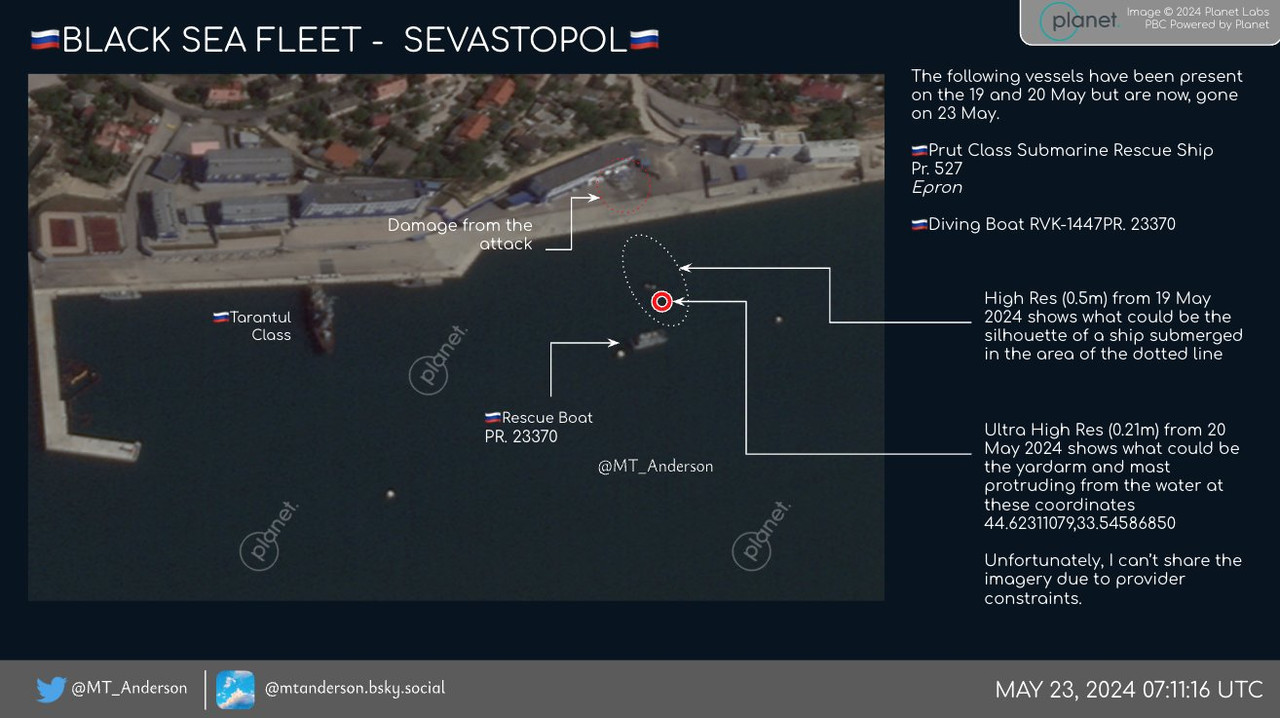 BLACK SEA FLEET - SEVASTOPOL
planet.
Image © 2024 Planet Labs
PBC Powered by Planet
The following vessels have been present
on the 19 and 20 May but are now, gone
on 23 May.
Prut Class Submarine Rescue Ship
Pr. 527
Epron
Diving Boat RVK-1447PR. 23370
Damage from the
attack
Tarantul
Class
planet.
Rescue Boat
PR. 23370
@MT_Anderson
planet.
planet.
High Res (0.5m) from 19 May
2024 shows what could be the
silhouette of a ship submerged
in the area of the dotted line
Ultra High Res (0.21m) from 20
May 2024 shows what could be
the yardarm and mast
protruding from the water at
these coordinates
44.62311079,33.54586850
Unfortunately, I can't share the
imagery due to provider
constraints.
@MT_Anderson
@mtanderson.bsky.social
MAY 23, 2024 07:11:16 UTC